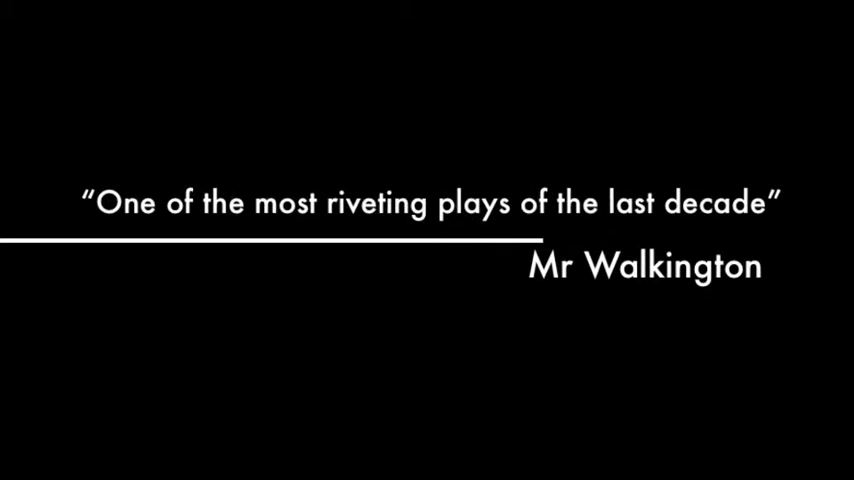 “One of the most riveting plays of the last decade”
Mr Walkington